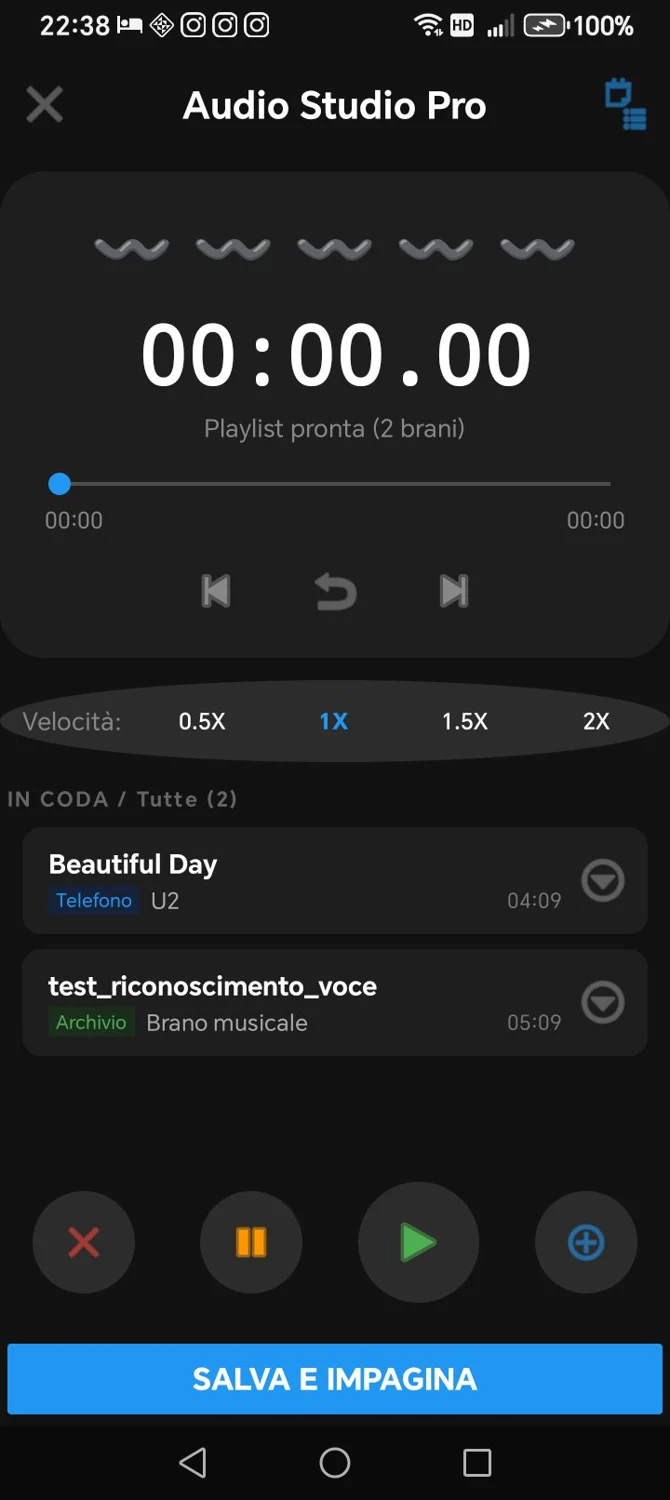 22:38 HD 100%
Audio Studio Pro
00:00.00
Playlist pronta (2 brani)
00:00 00:00
Velocità: 0.5X 1X 1.5X 2X
IN CODA / Tutte (2)
Beautiful Day
Telefono U2 04:09
test_riconoscimento_voce
Archivio Brano musicale 05:09
SALVA E IMPAGINA